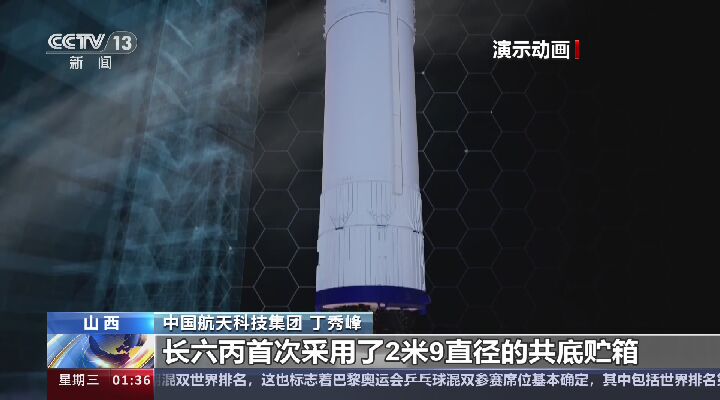 CCTV 13
新闻
演示动画
山西
中国航天科技集团 丁秀峰
长六丙首次采用了2米9直径的共底贮箱
星期三 01:36 混双世界排名，这也标志着巴黎奥运会乒乓球混双参赛席位基本确定，其中包括世界排名第